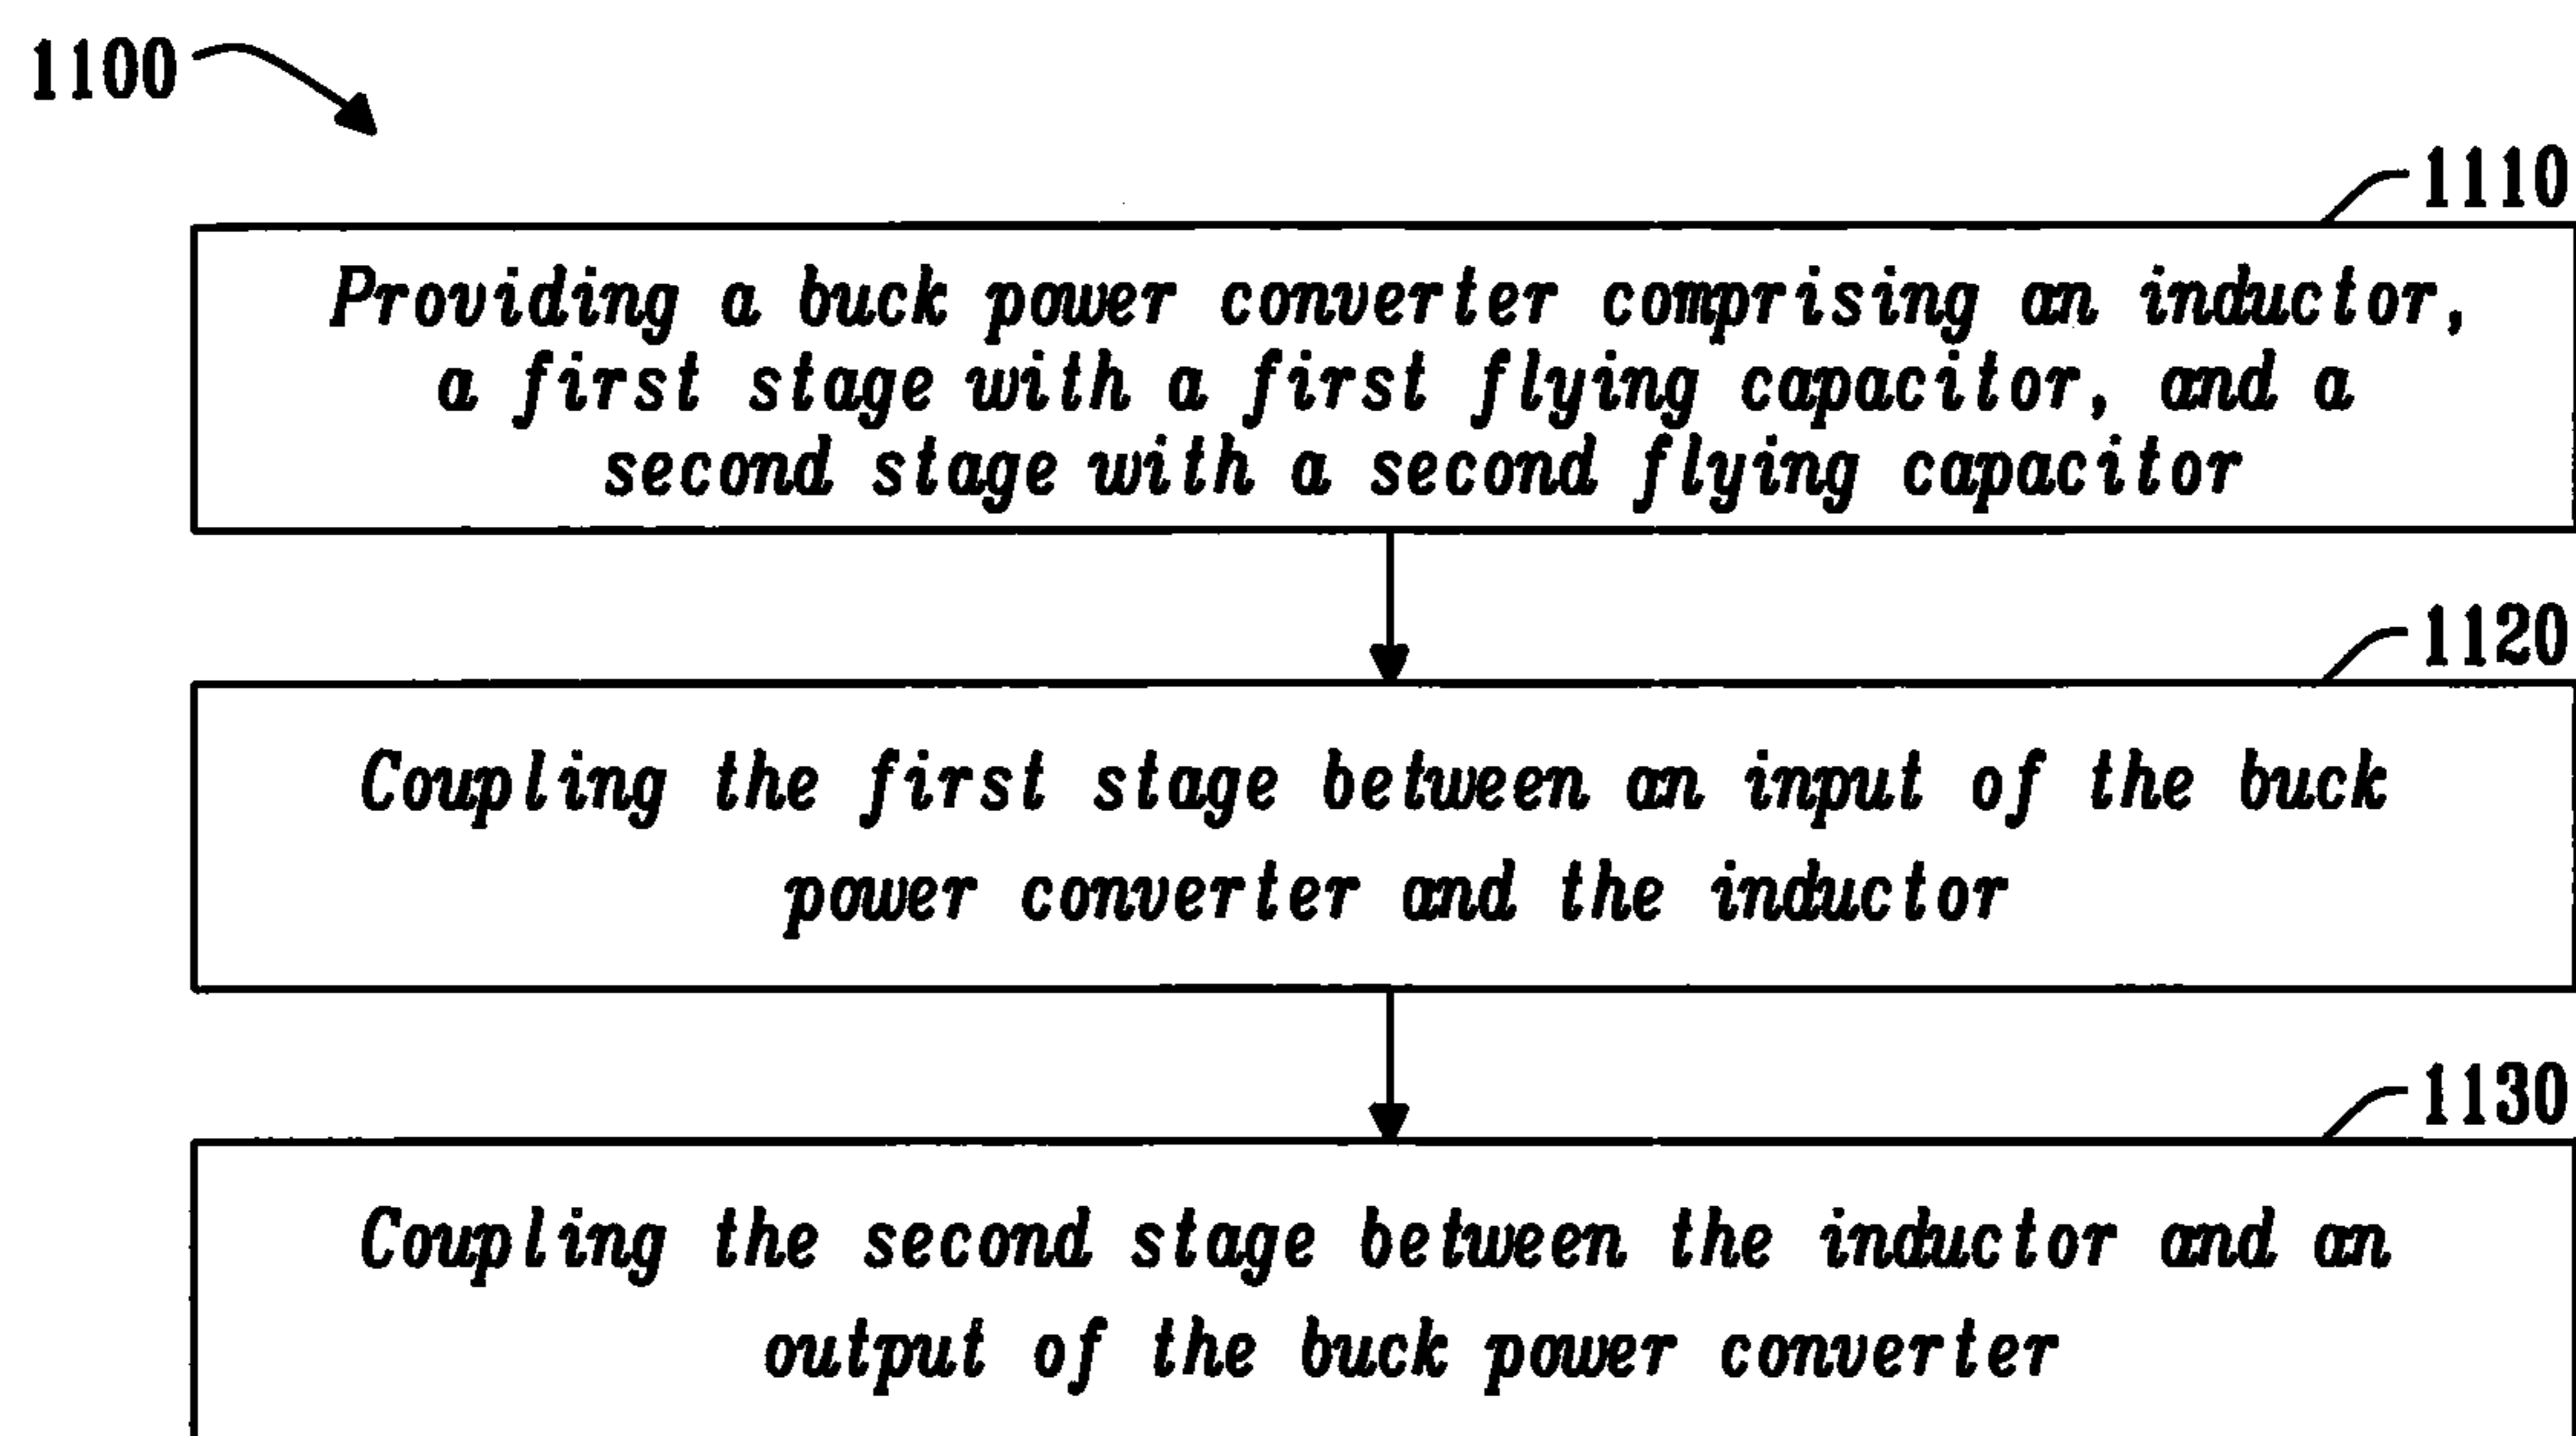 1100
1110
Providing a buck power converter comprising an inductor,
a first stage with a first flying capacitor, and a
second stage with a second flying capacitor
1120
Coupling the first stage between an input of the buck
power converter and the inductor
1130
Coupling the second stage between the inductor and an
output of the buck power converter